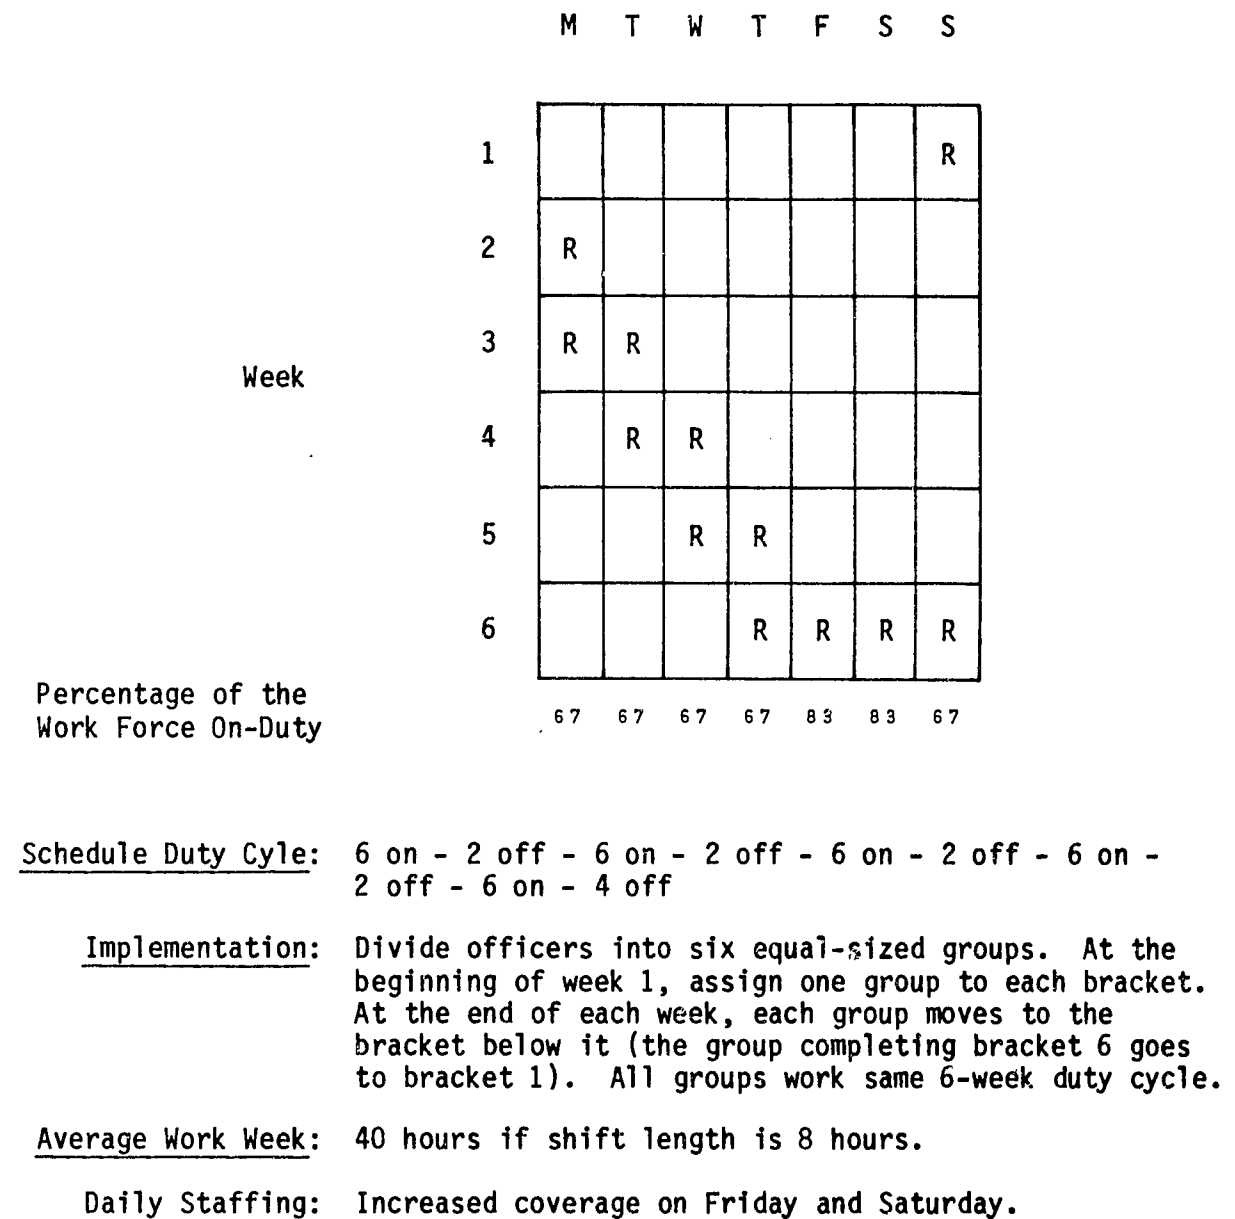 M T W T F S S
1 R
2 R
3 R R
Week
4 R R
5 R R
6 R R R R
Percentage of the
Work Force On-Duty
67 67 67 67 83 83 67
Schedule Duty Cyle: 6 on - 2 off - 6 on - 2 off - 6 on - 2 off - 6 on -
2 off - 6 on - 4 off
Implementation: Divide officers into six equal-sized groups. At the
beginning of week 1, assign one group to each bracket.
At the end of each week, each group moves to the
bracket below it (the group completing bracket 6 goes
to bracket 1). All groups work same 6-week duty cycle.
Average Work Week: 40 hours if shift length is 8 hours.
Daily Staffing: Increased coverage on Friday and Saturday.